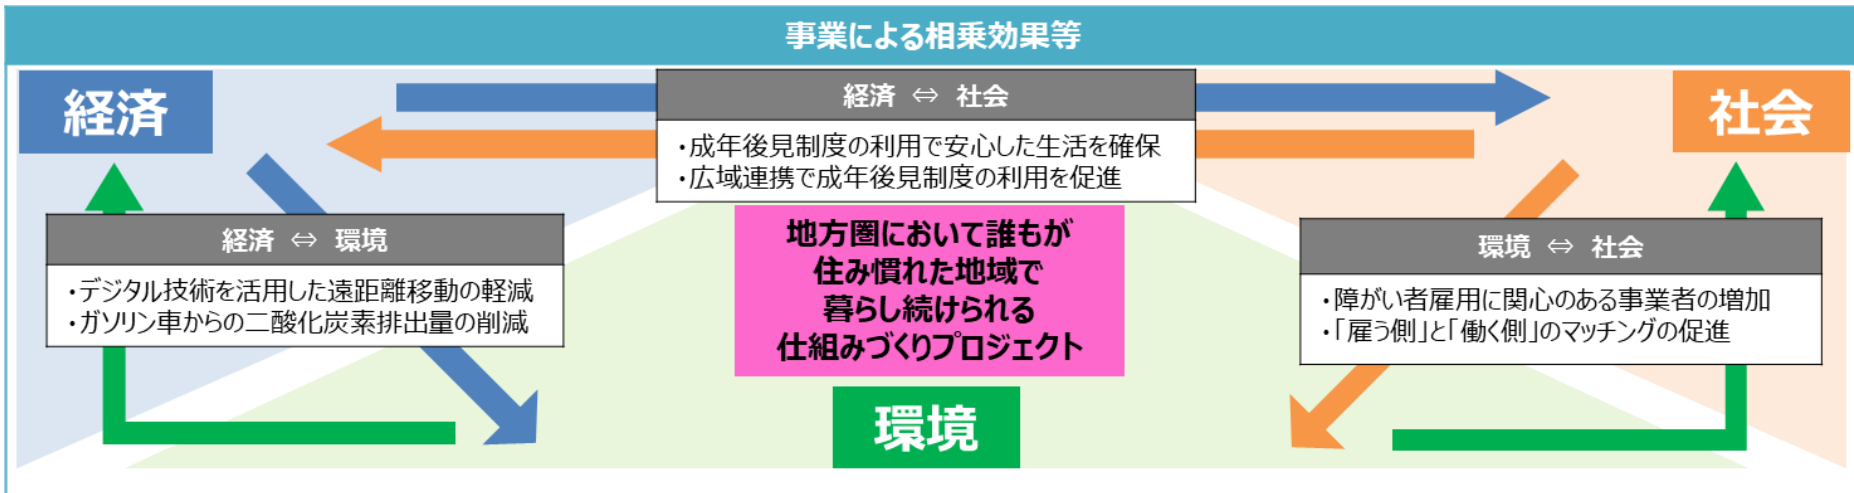 事業による相乗効果等
経済
経済 ⇔ 社会
・成年後見制度の利用で安心した生活を確保
・広域連携で成年後見制度の利用を促進
社会
経済 ⇔ 環境
・デジタル技術を活用した遠距離移動の軽減
・ガソリン車からの二酸化炭素排出量の削減
地方圏において誰もが
住み慣れた地域で
暮らし続けられる
仕組みづくりプロジェクト
環境 ⇔ 社会
・障がい者雇用に関心のある事業者の増加
・「雇う側」と「働く側」のマッチングの促進
環境